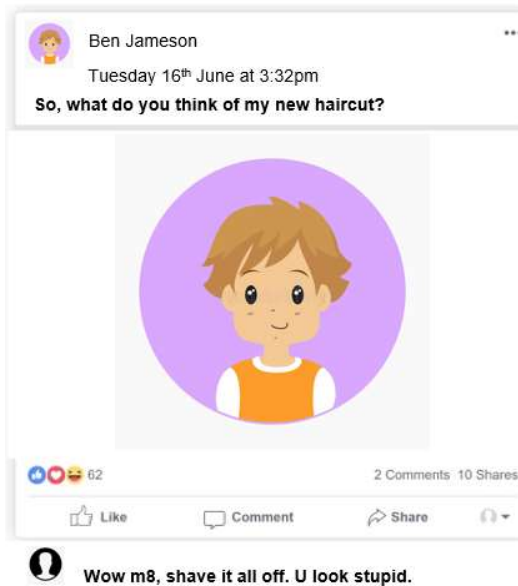 Ben Jameson
Tuesday 16th June at 3:32pm
So, what do you think of my new haircut?
62
2 Comments 10 Shares
Like Comment Share
Wow m8, shave it all off. U look stupid.